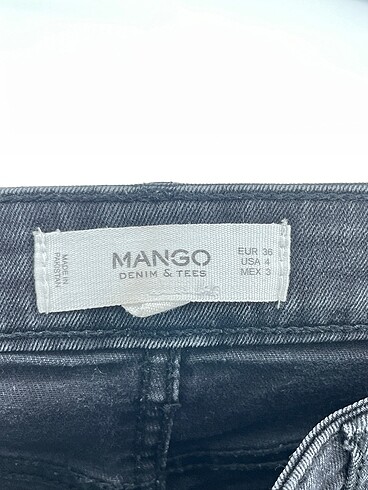 MADE IN
PAKISTAN
MANGO
DENIM & TEES
EUR 36
USA 4
MEX 3